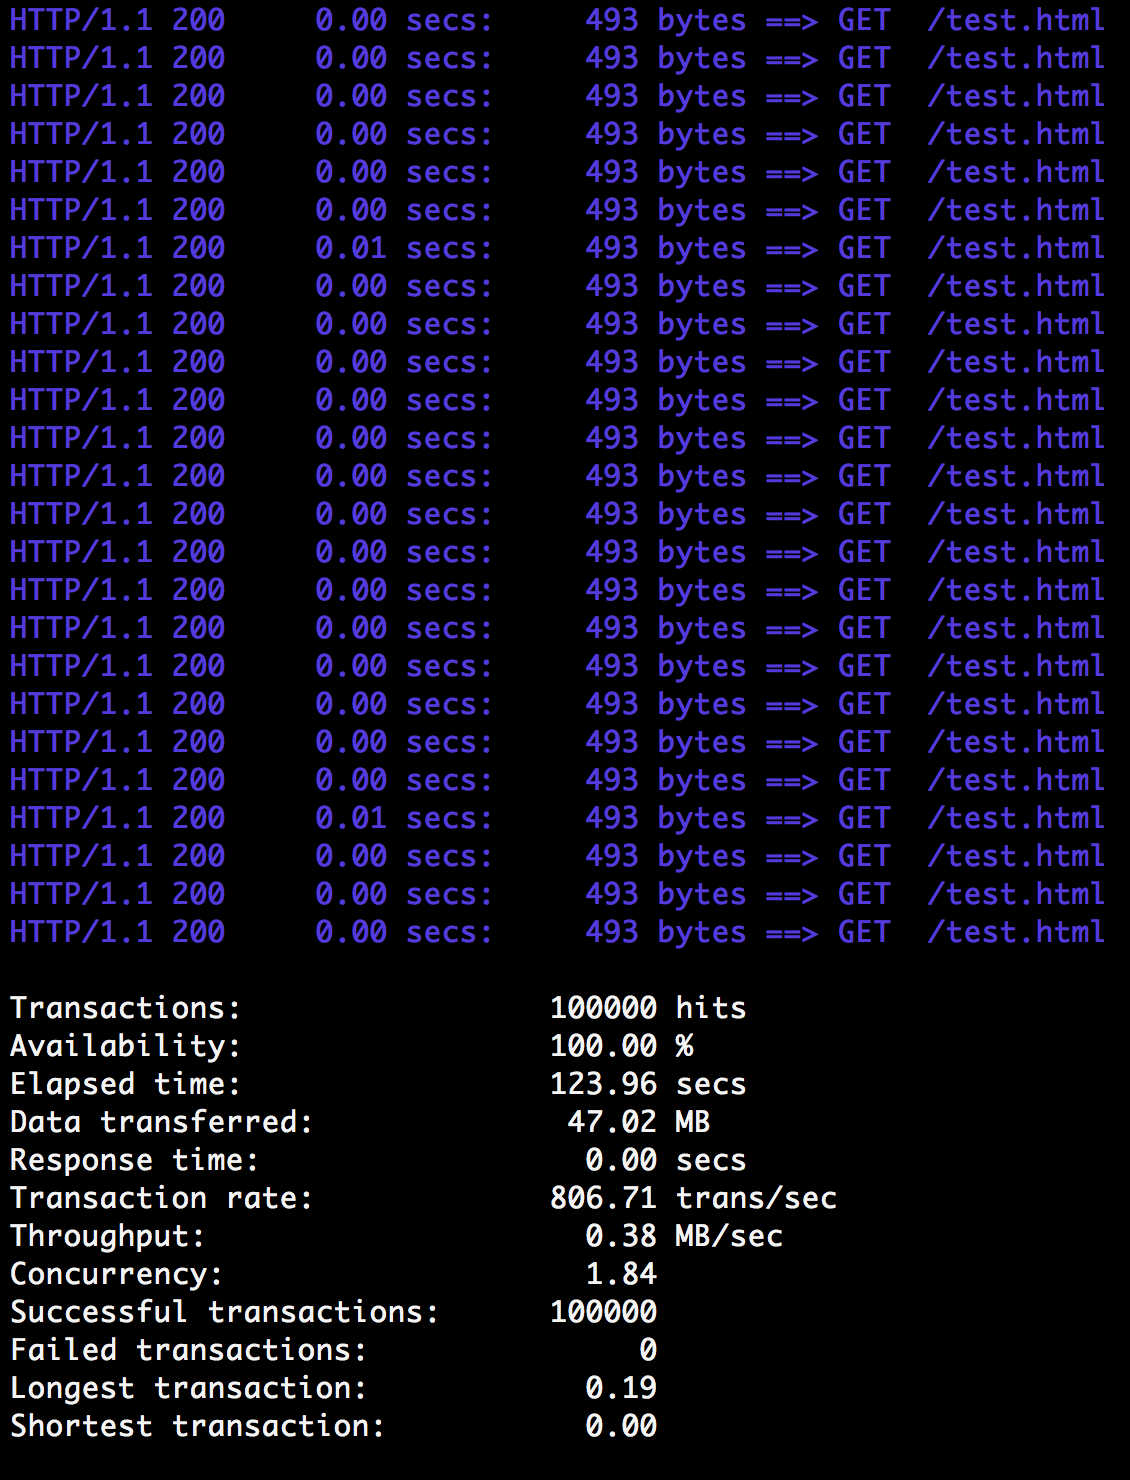 HTTP/1.1 200     0.00 secs:     493 bytes ==> GET  /test.html
HTTP/1.1 200     0.00 secs:     493 bytes ==> GET  /test.html
HTTP/1.1 200     0.00 secs:     493 bytes ==> GET  /test.html
HTTP/1.1 200     0.00 secs:     493 bytes ==> GET  /test.html
HTTP/1.1 200     0.00 secs:     493 bytes ==> GET  /test.html
HTTP/1.1 200     0.00 secs:     493 bytes ==> GET  /test.html
HTTP/1.1 200     0.01 secs:     493 bytes ==> GET  /test.html
HTTP/1.1 200     0.00 secs:     493 bytes ==> GET  /test.html
HTTP/1.1 200     0.00 secs:     493 bytes ==> GET  /test.html
HTTP/1.1 200     0.00 secs:     493 bytes ==> GET  /test.html
HTTP/1.1 200     0.00 secs:     493 bytes ==> GET  /test.html
HTTP/1.1 200     0.00 secs:     493 bytes ==> GET  /test.html
HTTP/1.1 200     0.00 secs:     493 bytes ==> GET  /test.html
HTTP/1.1 200     0.00 secs:     493 bytes ==> GET  /test.html
HTTP/1.1 200     0.00 secs:     493 bytes ==> GET  /test.html
HTTP/1.1 200     0.00 secs:     493 bytes ==> GET  /test.html
HTTP/1.1 200     0.00 secs:     493 bytes ==> GET  /test.html
HTTP/1.1 200     0.00 secs:     493 bytes ==> GET  /test.html
HTTP/1.1 200     0.00 secs:     493 bytes ==> GET  /test.html
HTTP/1.1 200     0.00 secs:     493 bytes ==> GET  /test.html
HTTP/1.1 200     0.00 secs:     493 bytes ==> GET  /test.html
HTTP/1.1 200     0.01 secs:     493 bytes ==> GET  /test.html
HTTP/1.1 200     0.00 secs:     493 bytes ==> GET  /test.html
HTTP/1.1 200     0.00 secs:     493 bytes ==> GET  /test.html
HTTP/1.1 200     0.00 secs:     493 bytes ==> GET  /test.html
Transactions:                 100000 hits
Availability:                 100.00 %
Elapsed time:                 123.96 secs
Data transferred:              47.02 MB
Response time:                  0.00 secs
Transaction rate:             806.71 trans/sec
Throughput:                     0.38 MB/sec
Concurrency:                    1.84
Successful transactions:      100000
Failed transactions:               0
Longest transaction:            0.19
Shortest transaction:           0.00